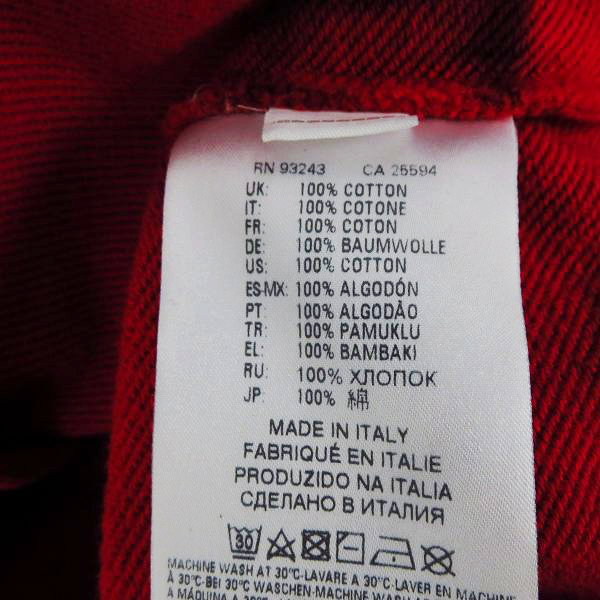 RN 93243 CA 25594
UK: 100% COTTON
IT: 100% COTONE
FR: 100% COTON
DE: 100% BAUMWOLLE
US: 100% COTTON
ES-MX: 100% ALGODÓN
PT: 100% ALGODÃO
TR: 100% PAMUKLU
EL: 100% BAMBAKI
RU: 100% ХЛОПОК
JP: 100% 綿
MADE IN ITALY
FABRIQUÉ EN ITALIE
PRODUZIDO NA ITALIA
СДЕЛАНО В ИТАЛИЯ
30
MACHINE WASH AT 30°C-LAVARE A 30°C-LAVER EN MACHINE
À 30°C-BEI 30°C WASCHEN-MACHINE WASH
A MÁQUINA A 30°C